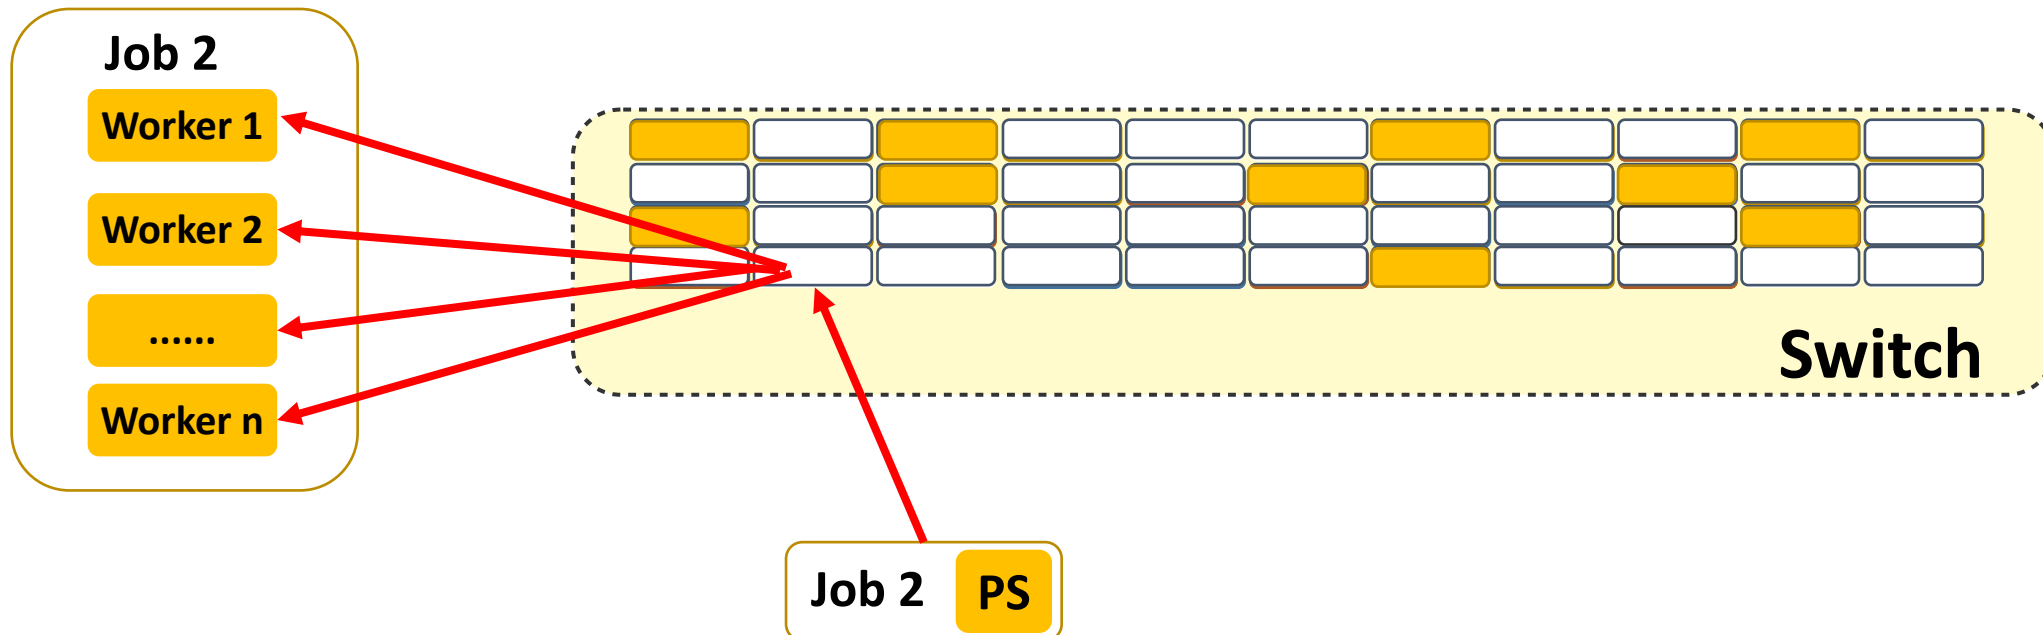 Job 2
Worker 1
Worker 2
......
Worker n
Switch
Job 2
PS